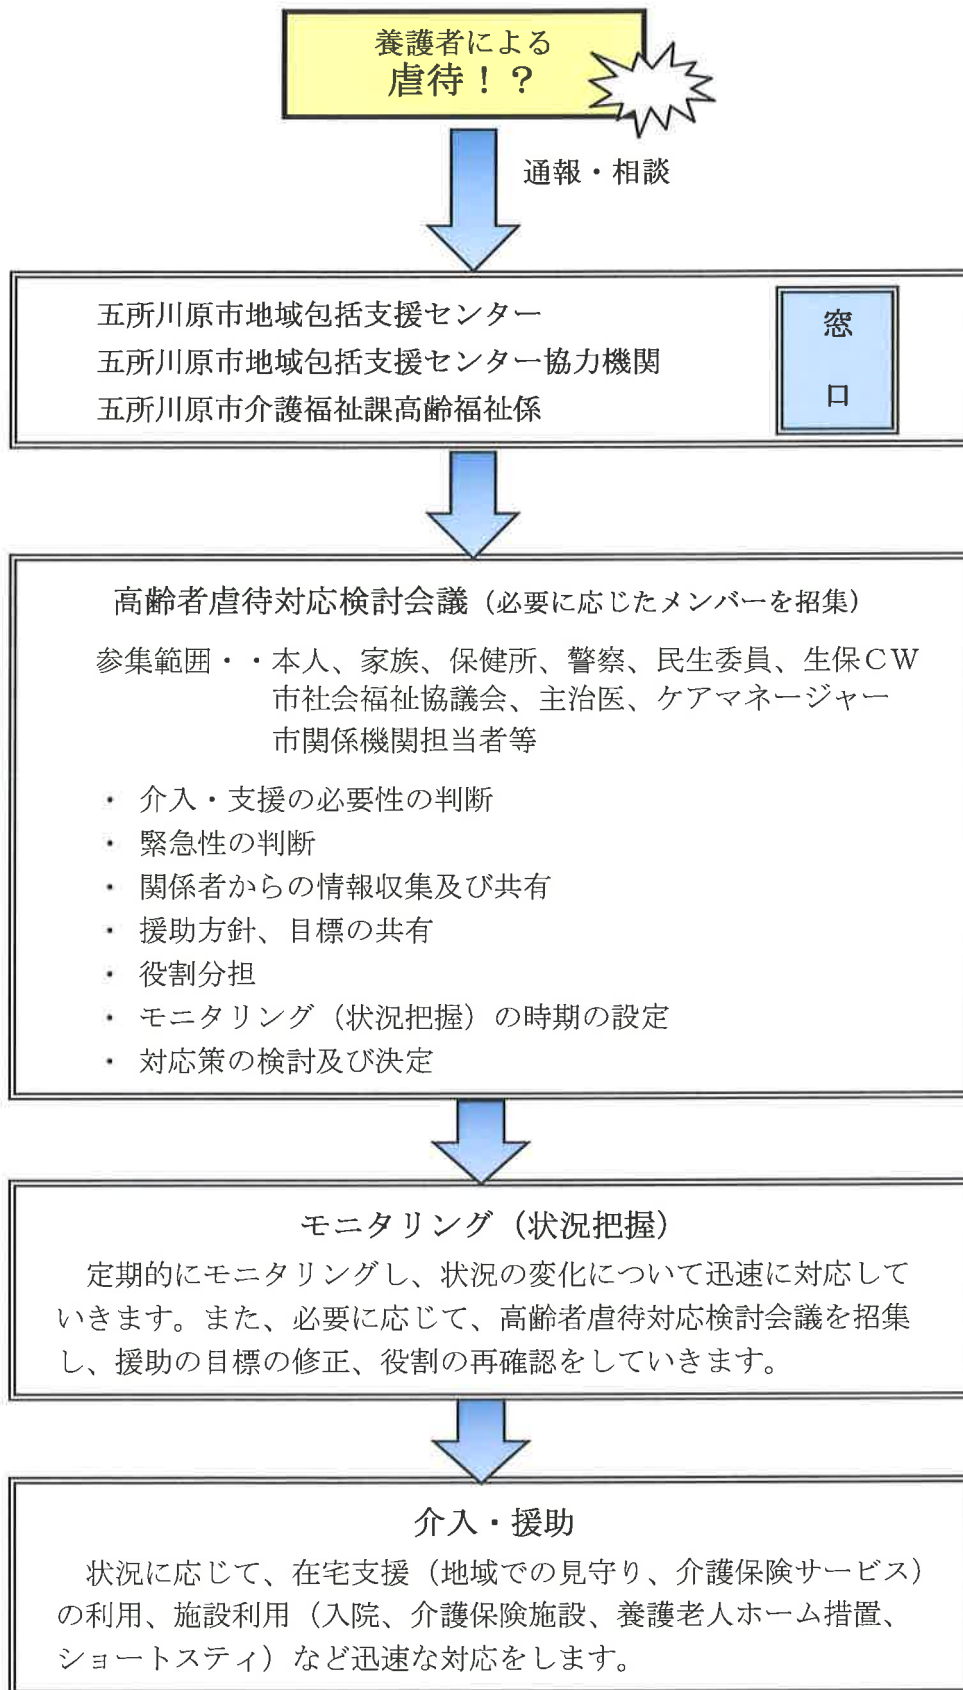 養護者による
虐待！？
通報・相談
五所川原市地域包括支援センター
五所川原市地域包括支援センター協力機関
五所川原市介護福祉課高齢福祉係
窓
口
高齢者虐待対応検討会議（必要に応じたメンバーを招集）
参集範囲・・本人、家族、保健所、警察、民生委員、生保ＣＷ
市社会福祉協議会、主治医、ケアマネージャー
市関係機関担当者等
・ 介入・支援の必要性の判断
・ 緊急性の判断
・ 関係者からの情報収集及び共有
・ 援助方針、目標の共有
・ 役割分担
・ モニタリング（状況把握）の時期の設定
・ 対応策の検討及び決定
モニタリング（状況把握）
定期的にモニタリングし、状況の変化について迅速に対応して
いきます。また、必要に応じて、高齢者虐待対応検討会議を招集
し、援助の目標の修正、役割の再確認をしていきます。
介入・援助
状況に応じて、在宅支援（地域での見守り、介護保険サービス）
の利用、施設利用（入院、介護保険施設、養護老人ホーム措置、
ショートスティ）など迅速な対応をします。